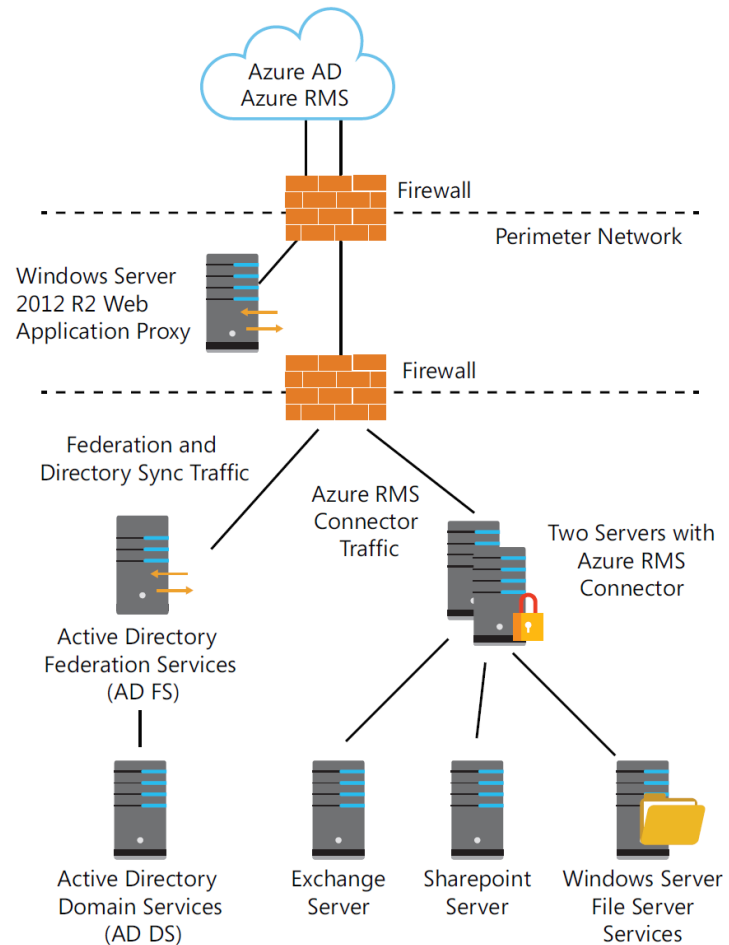 Azure AD
Azure RMS
Firewall
Perimeter Network
Windows Server
2012 R2 Web
Application Proxy
Firewall
Federation and
Directory Sync Traffic
Azure RMS
Connector
Traffic
Two Servers with
Azure RMS
Connector
Active Directory
Federation Services
(AD FS)
Active Directory
Domain Services
(AD DS)
Exchange
Server
Sharepoint
Server
Windows Server
File Server
Services